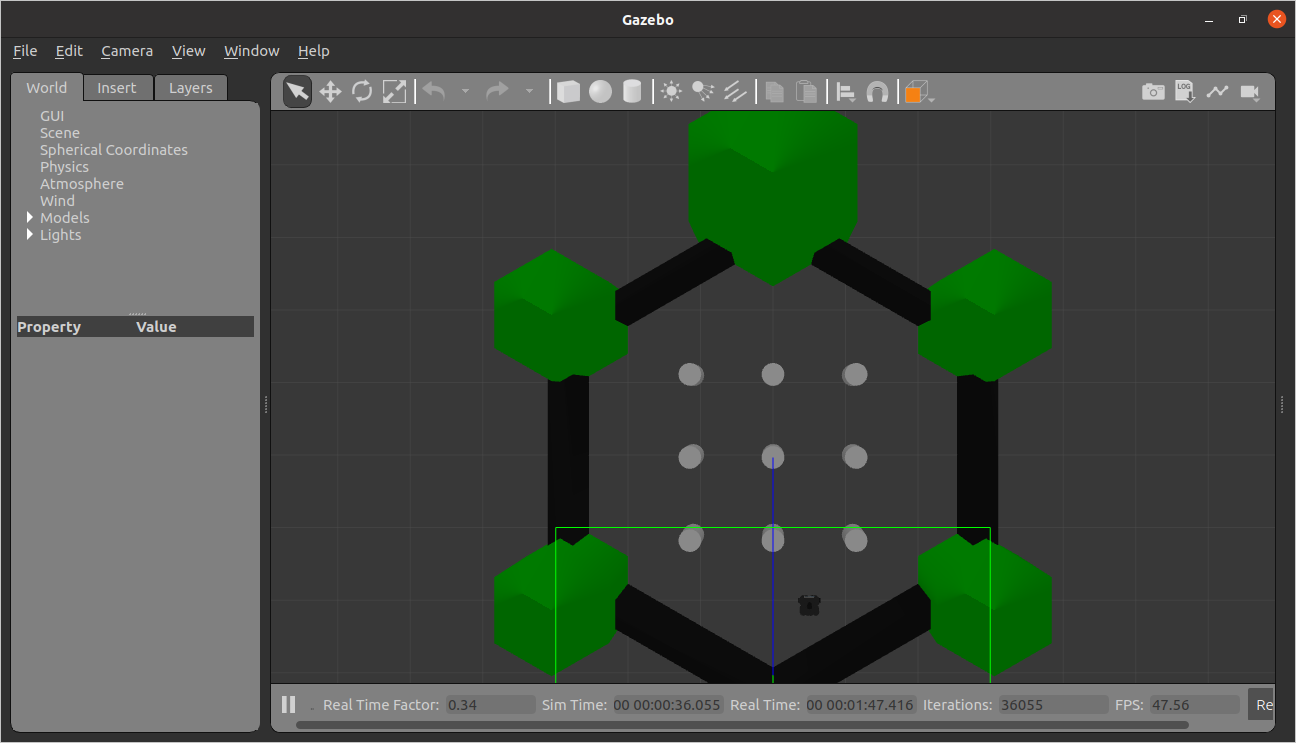 Gazebo
File Edit Camera View Window Help
World Insert Layers
LOG
GUI
Scene
Spherical Coordinates
Physics
Atmosphere
Wind
Models
Lights
Property Value
Real Time Factor: 0.34 Sim Time: 00 00:00:36.055 Real Time: 00 00:01:47.416 Iterations: 36055 FPS: 47.56 Re